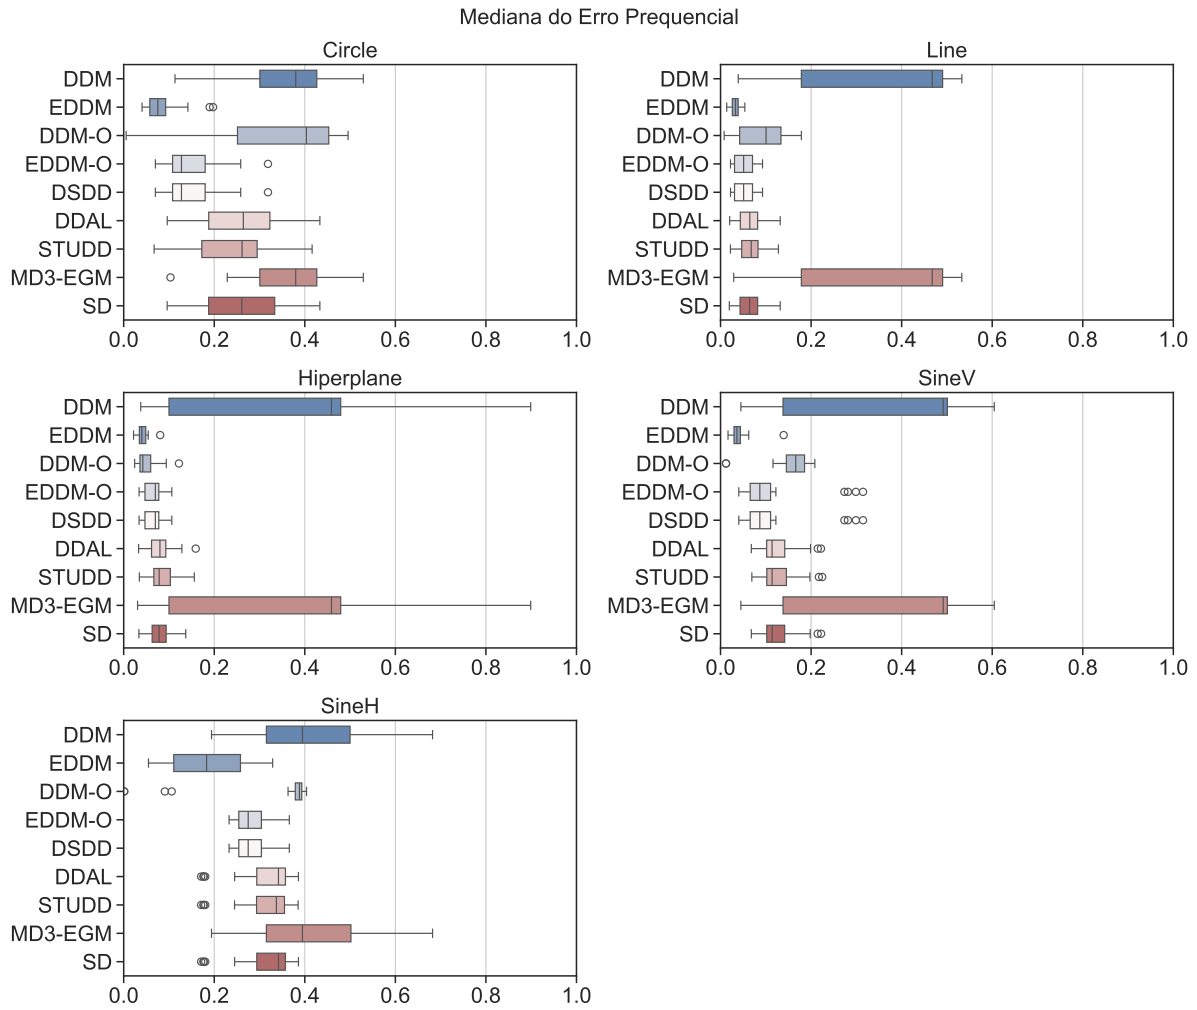 Mediana do Erro Prequencial
Circle
DDM
EDDM
DDM-O
EDDM-O
DSDD
DDAL
STUDD
MD3-EGM
SD
0.0 0.2 0.4 0.6 0.8 1.0
Line
DDM
EDDM
DDM-O
EDDM-O
DSDD
DDAL
STUDD
MD3-EGM
SD
0.0 0.2 0.4 0.6 0.8 1.0
Hiperplane
DDM
EDDM
DDM-O
EDDM-O
DSDD
DDAL
STUDD
MD3-EGM
SD
0.0 0.2 0.4 0.6 0.8 1.0
SineV
DDM
EDDM
DDM-O
EDDM-O
DSDD
DDAL
STUDD
MD3-EGM
SD
0.0 0.2 0.4 0.6 0.8 1.0
SineH
DDM
EDDM
DDM-O
EDDM-O
DSDD
DDAL
STUDD
MD3-EGM
SD
0.0 0.2 0.4 0.6 0.8 1.0